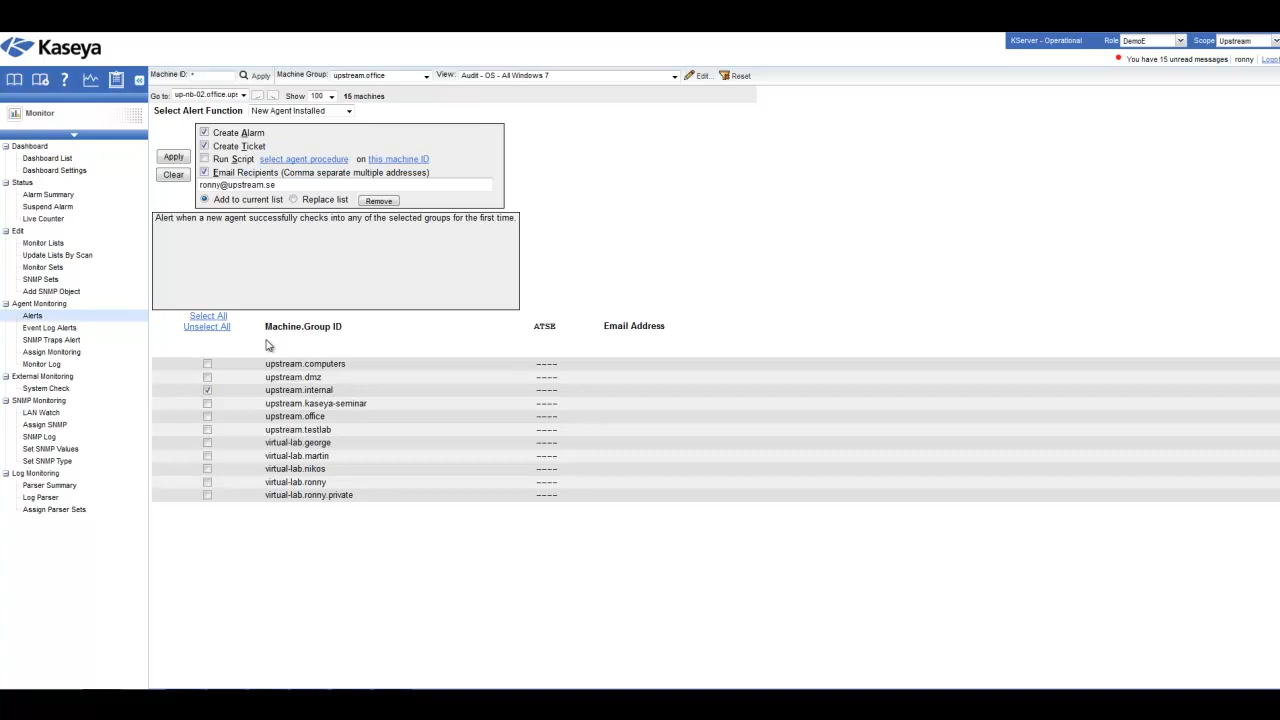 Kaseya
KServer - Operational Role DemoE Scope Upstream
You have 15 unread messages | ronny |
Machine ID: * Apply Machine Group: upstream.office View: Audit - OS - All Windows 7 Edit... Reset
Go to: up-nb-02.office.ups Show 100 15 machines
Monitor
Select Alert Function New Agent Installed
Create Alarm
Create Ticket
Run Script select agent procedure on this machine ID
Email Recipients (Comma separate multiple addresses)
ronny@upstream.se
Add to current list Replace list Remove
Apply
Clear
Alert when a new agent successfully checks into any of the selected groups for the first time.
Select All
Unselect All
Machine.Group ID ATSE Email Address
upstream.computers ----
upstream.dmz ----
upstream.internal ----
upstream.kaseya-seminar ----
upstream.office ----
upstream.testlab ----
virtual-lab.george ----
virtual-lab.martin ----
virtual-lab.nikos ----
virtual-lab.ronny ----
virtual-lab.ronny.private ----
Dashboard
Dashboard List
Dashboard Settings
Status
Alarm Summary
Suspend Alarm
Live Counter
Edit
Monitor Lists
Update Lists By Scan
Monitor Sets
SNMP Sets
Add SNMP Object
Agent Monitoring
Alerts
Event Log Alerts
SNMP Traps Alert
Assign Monitoring
Monitor Log
External Monitoring
System Check
SNMP Monitoring
LAN Watch
Assign SNMP
SNMP Log
Set SNMP Values
Set SNMP Type
Log Monitoring
Parser Summary
Log Parser
Assign Parser Sets